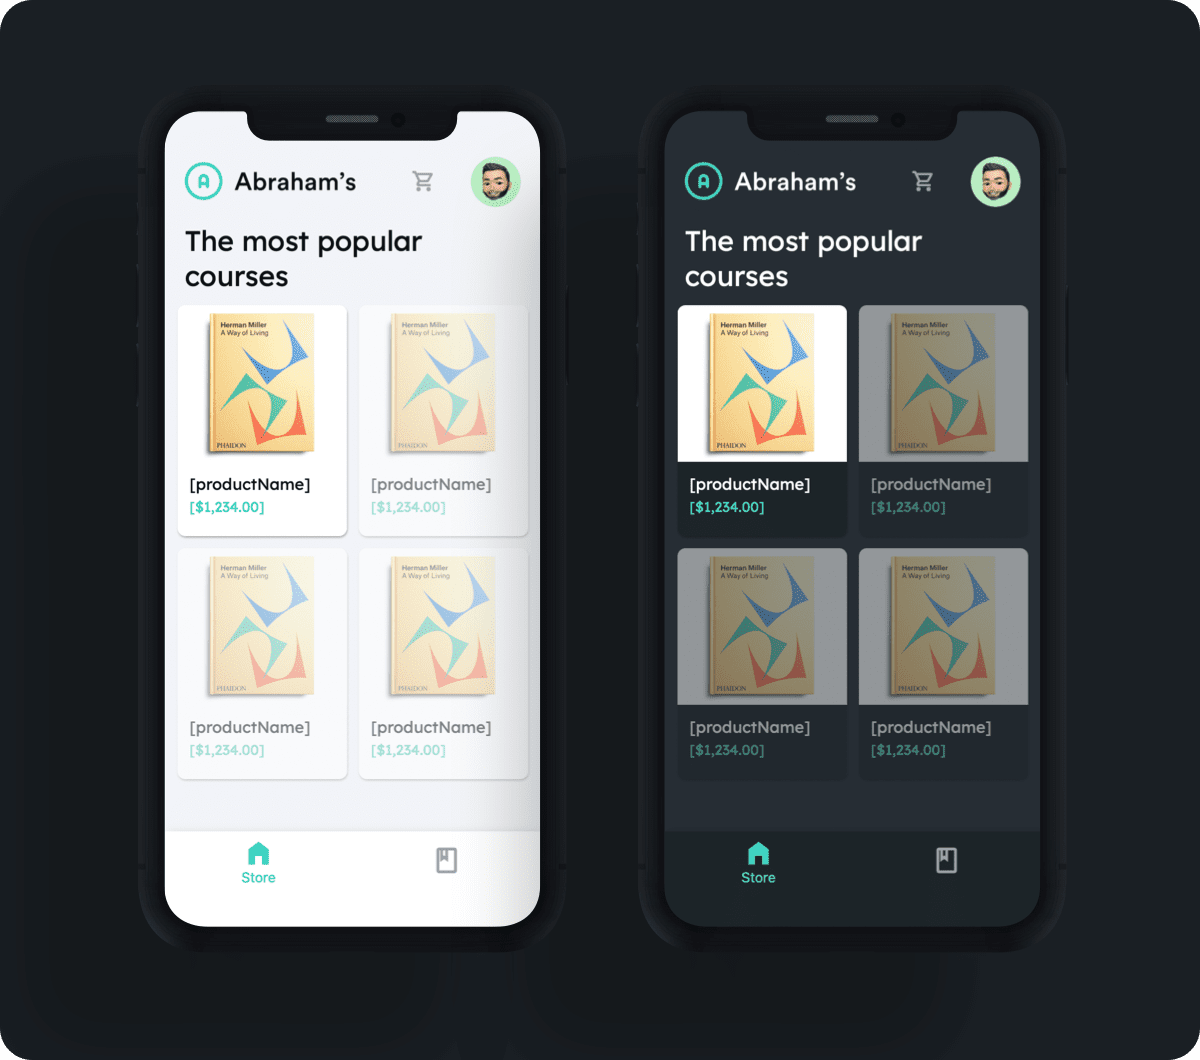 A Abraham's
The most popular
courses
Herman Miller
A Way of Living
PHAIDON
[productName]
[$1,234.00]
Herman Miller
A Way of Living
PHAIDON
[productName]
[$1,234.00]
Herman Miller
A Way of Living
PHAIDON
[productName]
[$1,234.00]
Herman Miller
A Way of Living
PHAIDON
[productName]
[$1,234.00]
Store
A Abraham's
The most popular
courses
Herman Miller
A Way of Living
PHAIDON
[productName]
[$1,234.00]
Herman Miller
A Way of Living
PHAIDON
[productName]
[$1,234.00]
Herman Miller
A Way of Living
PHAIDON
[productName]
[$1,234.00]
Herman Miller
A Way of Living
PHAIDON
[productName]
[$1,234.00]
Store